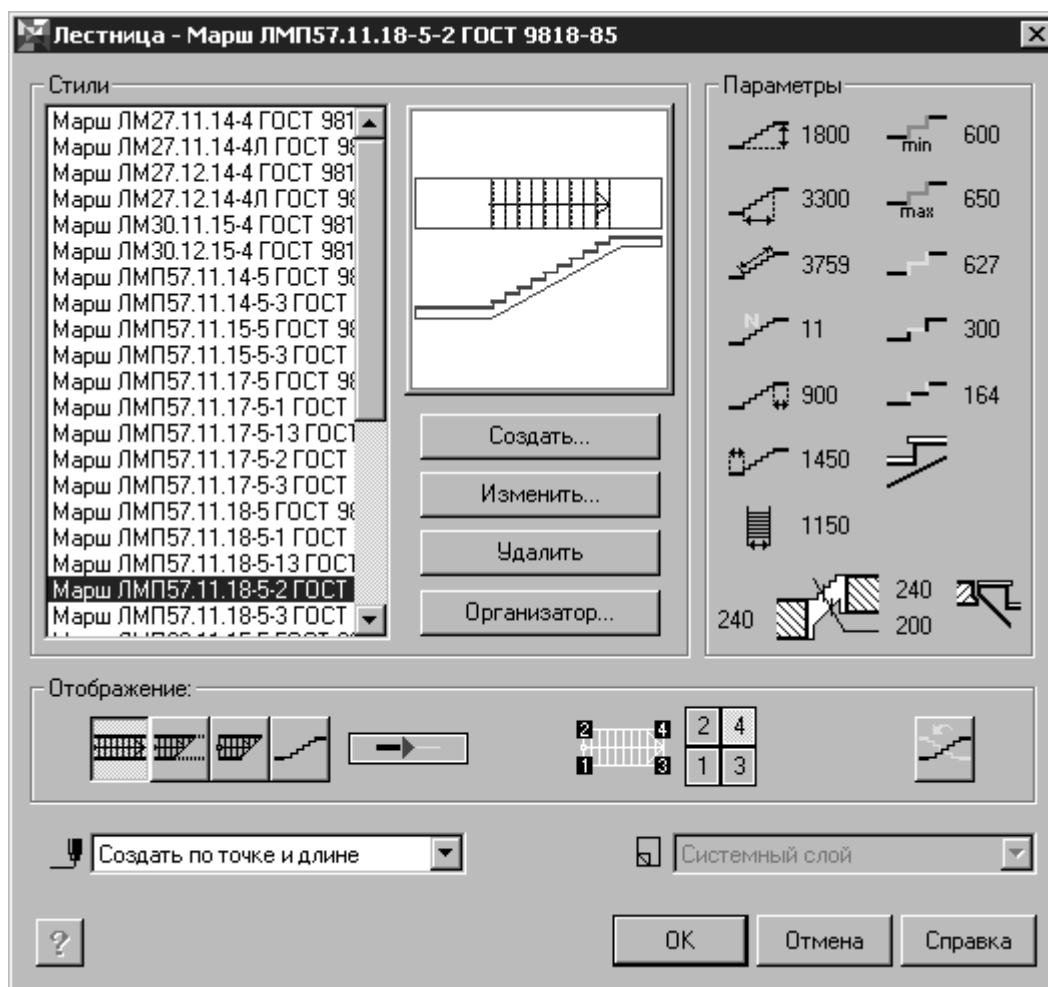 Лестница - Марш ЛМП57.11.18-5-2 ГОСТ 9818-85
Стили
Марш ЛМ27.11.14-4 ГОСТ 981
Марш ЛМ27.11.14-4Л ГОСТ 98
Марш ЛМ27.12.14-4 ГОСТ 981
Марш ЛМ27.12.14-4Л ГОСТ 98
Марш ЛМ30.11.15-4 ГОСТ 981
Марш ЛМ30.12.15-4 ГОСТ 981
Марш ЛМП57.11.14-5 ГОСТ 98
Марш ЛМП57.11.14-5-3 ГОСТ
Марш ЛМП57.11.15-5 ГОСТ 98
Марш ЛМП57.11.15-5-3 ГОСТ
Марш ЛМП57.11.17-5 ГОСТ 98
Марш ЛМП57.11.17-5-1 ГОСТ
Марш ЛМП57.11.17-5-13 ГОСТ
Марш ЛМП57.11.17-5-2 ГОСТ
Марш ЛМП57.11.17-5-3 ГОСТ
Марш ЛМП57.11.18-5 ГОСТ 98
Марш ЛМП57.11.18-5-1 ГОСТ
Марш ЛМП57.11.18-5-13 ГОСТ
Марш ЛМП57.11.18-5-2 ГОСТ
Марш ЛМП57.11.18-5-3 ГОСТ
Создать...
Изменить...
Удалить
Организатор...
Параметры
1800 min 600
3300 max 650
3759 627
N 11 300
900 164
1450
1150
240 240
200
Отображение:
2 4
1 3
2 4
1 3
Создать по точке и длине
Системный слой
?
OK
Отмена
Справка